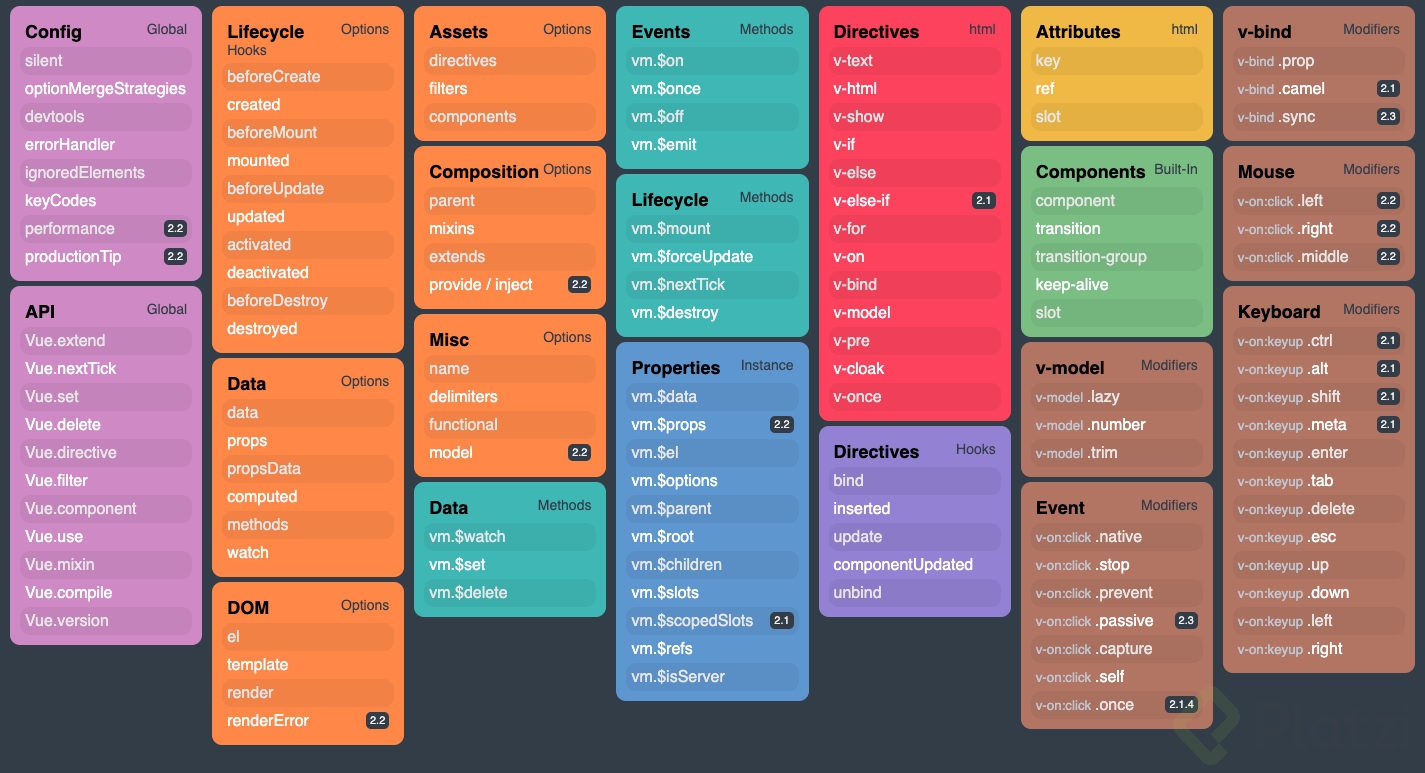 Config Global
silent
optionMergeStrategies
devtools
errorHandler
ignoredElements
keyCodes
performance 2.2
productionTip 2.2
API Global
Vue.extend
Vue.nextTick
Vue.set
Vue.delete
Vue.directive
Vue.filter
Vue.component
Vue.use
Vue.mixin
Vue.compile
Vue.version
Lifecycle Options
Hooks
beforeCreate
created
beforeMount
mounted
beforeUpdate
updated
activated
deactivated
beforeDestroy
destroyed
Data Options
data
props
propsData
computed
methods
watch
DOM Options
el
template
render
renderError 2.2
Assets Options
directives
filters
components
Composition Options
parent
mixins
extends
provide / inject 2.2
Misc Options
name
delimiters
functional
model 2.2
Data Methods
vm.$watch
vm.$set
vm.$delete
Events Methods
vm.$on
vm.$once
vm.$off
vm.$emit
Lifecycle Methods
vm.$mount
vm.$forceUpdate
vm.$nextTick
vm.$destroy
Properties Instance
vm.$data
vm.$props 2.2
vm.$el
vm.$options
vm.$parent
vm.$root
vm.$children
vm.$slots
vm.$scopedSlots 2.1
vm.$refs
vm.$isServer
Directives html
v-text
v-html
v-show
v-if
v-else
v-else-if 2.1
v-for
v-on
v-bind
v-model
v-pre
v-cloak
v-once
Directives Hooks
bind
inserted
update
componentUpdated
unbind
Attributes html
key
ref
slot
Components Built-In
component
transition
transition-group
keep-alive
slot
v-model Modifiers
v-model .lazy
v-model .number
v-model .trim
Event Modifiers
v-on:click .native
v-on:click .stop
v-on:click .prevent
v-on:click .passive 2.3
v-on:click .capture
v-on:click .self
v-on:click .once 2.1.4
v-bind Modifiers
v-bind .prop
v-bind .camel 2.1
v-bind .sync 2.3
Mouse Modifiers
v-on:click .left 2.2
v-on:click .right 2.2
v-on:click .middle 2.2
Keyboard Modifiers
v-on:keyup .ctrl 2.1
v-on:keyup .alt 2.1
v-on:keyup .shift 2.1
v-on:keyup .meta 2.1
v-on:keyup .enter
v-on:keyup .tab
v-on:keyup .delete
v-on:keyup .esc
v-on:keyup .up
v-on:keyup .down
v-on:keyup .left
v-on:keyup .right